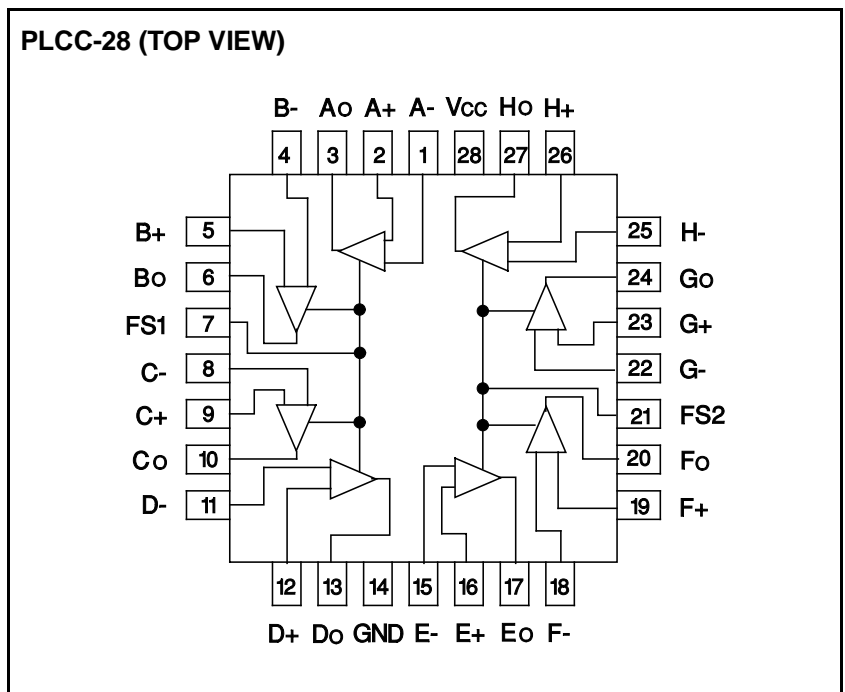 PLCC-28 (TOP VIEW)
B- AO A+ A- VCC HO H+
4 3 2 1 28 27 26
B+ 5 25 H-
BO 6 24 GO
FS1 7 23 G+
C- 8 22 G-
C+ 9 21 FS2
CO 10 20 FO
D- 11 19 F+
12 13 14 15 16 17 18
D+ DO GND E- E+ EO F-